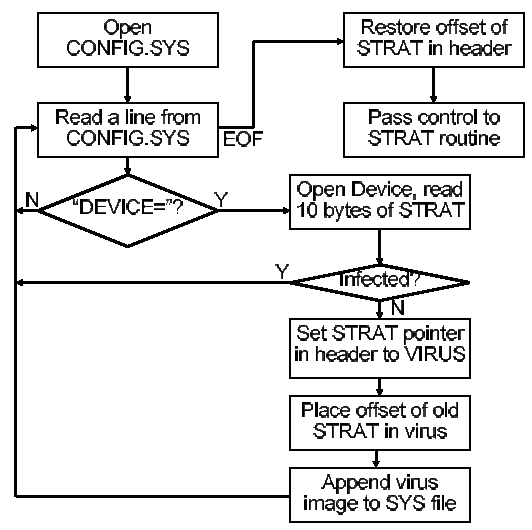 Open
CONFIG.SYS
Restore offset of
STRAT in header
Read a line from
CONFIG.SYS
EOF
Pass control to
STRAT routine
N
“DEVICE=”?
Y
Open Device, read
10 bytes of STRAT
Y
Infected?
N
Set STRAT pointer
in header to VIRUS
Place offset of old
STRAT in virus
Append virus
image to SYS file